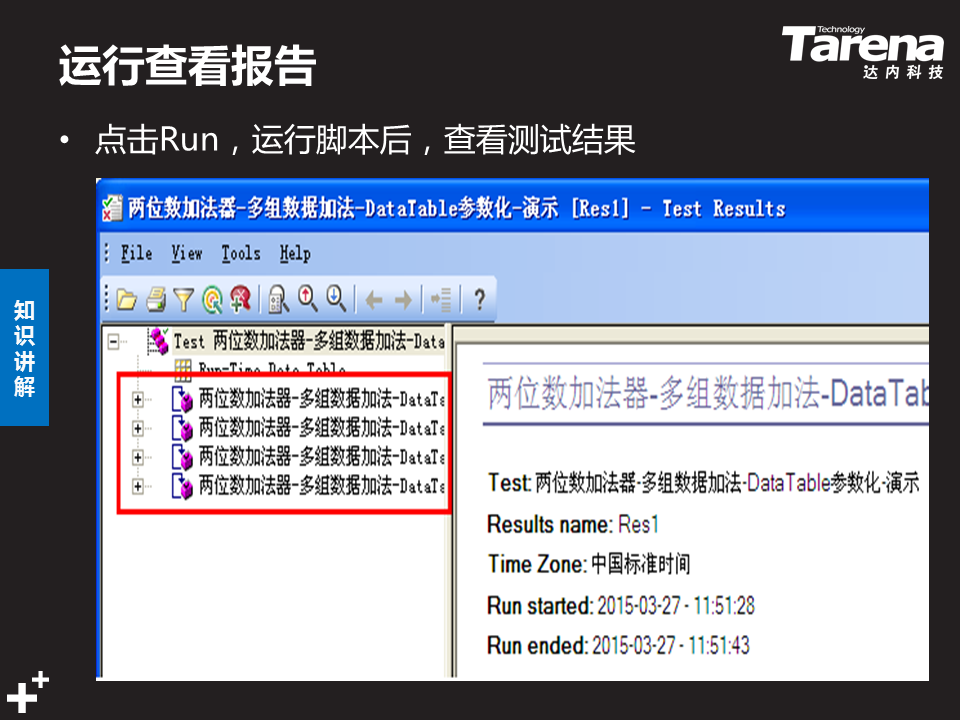 运行查看报告
Technology
Tarena
达内科技
• 点击Run，运行脚本后，查看测试结果
两位数加法器-多组数据加法-DataTable参数化-演示 [Res1] - Test Results
File View Tools Help
知识讲解
Test 两位数加法器-多组数据加法-Data
Run-Time Data Table
两位数加法器-多组数据加法-DataTa
两位数加法器-多组数据加法-DataTa
两位数加法器-多组数据加法-DataTa
两位数加法器-多组数据加法-DataTa
两位数加法器-多组数据加法-DataTab
Test: 两位数加法器-多组数据加法-DataTable参数化-演示
Results name: Res1
Time Zone: 中国标准时间
Run started: 2015-03-27 - 11:51:28
Run ended: 2015-03-27 - 11:51:43